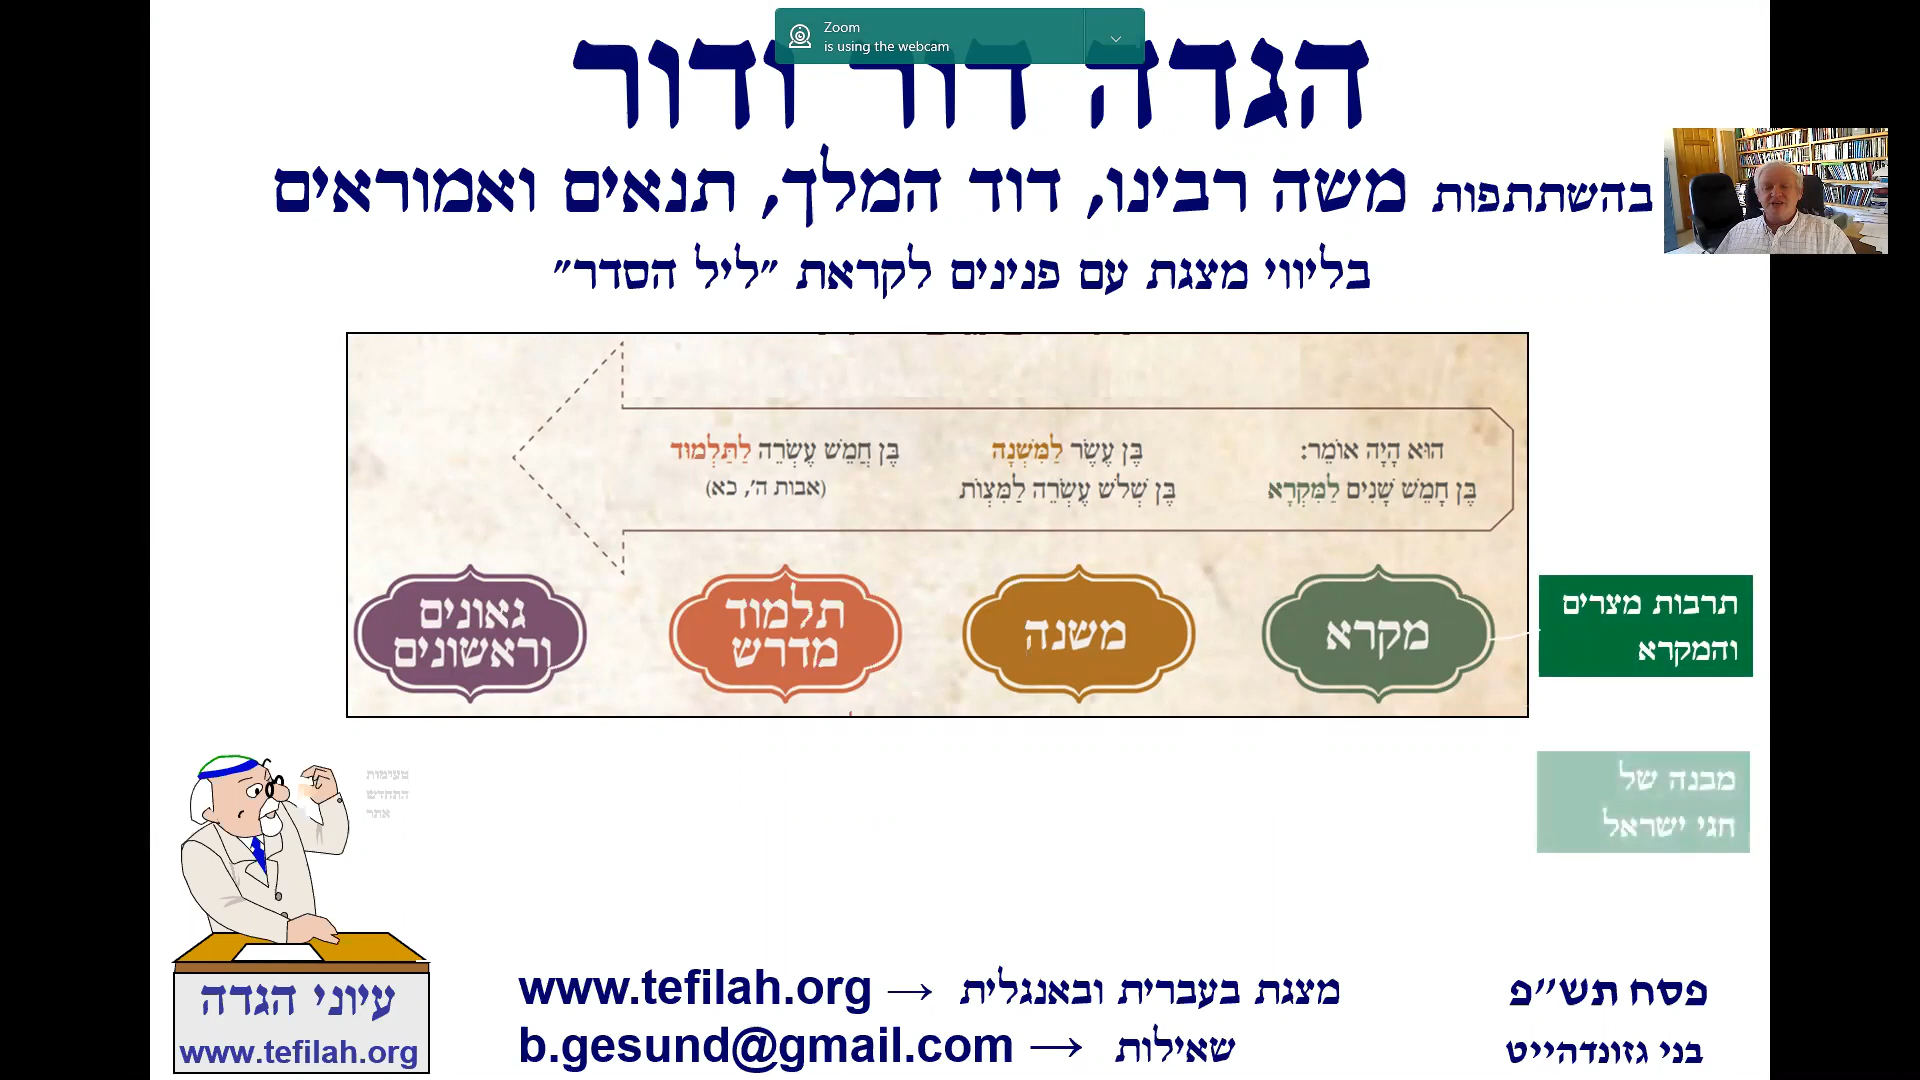 Zoom
is using the webcam
הגדה דור ודור
בהשתתפות משה רבינו, דוד המלך, תנאים ואמוראים
בליווי מצגת עם פנינים לקראת ״ליל הסדר״
הוּא הָיָה אוֹמֵר:
בֶּן חָמֵשׁ שָׁנִים לַמִּקְרָא
בֶּן עֶשֶׂר לַמִּשְׁנָה
בֶּן שְׁלֹשׁ עֶשְׂרֵה לַמִּצְוֹת
בֶּן חֲמֵשׁ עֶשְׂרֵה לַתַּלְמוּד
(אבות ה׳, כא)
מקרא
משנה
תלמוד
מדרש
גאונים
וראשונים
תרבות מצרים
והמקרא
מבנה של
חגי ישראל
טעימות
התחדש
אתר
עיוני הגדה
www.tefilah.org
www.tefilah.org → מצגת בעברית ובאנגלית
b.gesund@gmail.com → שאילות
פסח תש״פ
בני גזונדהייט